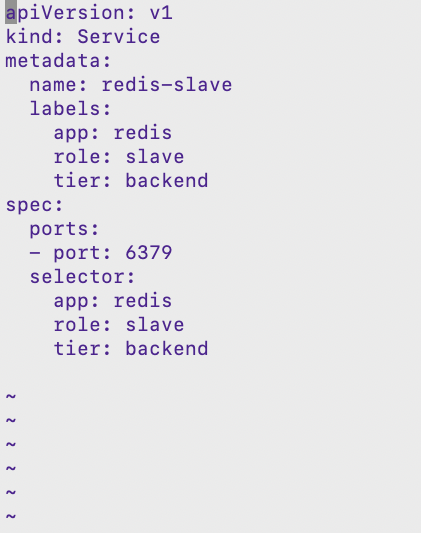 apiVersion: v1
kind: Service
metadata:
  name: redis-slave
  labels:
    app: redis
    role: slave
    tier: backend
spec:
  ports:
  - port: 6379
  selector:
    app: redis
    role: slave
    tier: backend

~
~
~
~
~
~